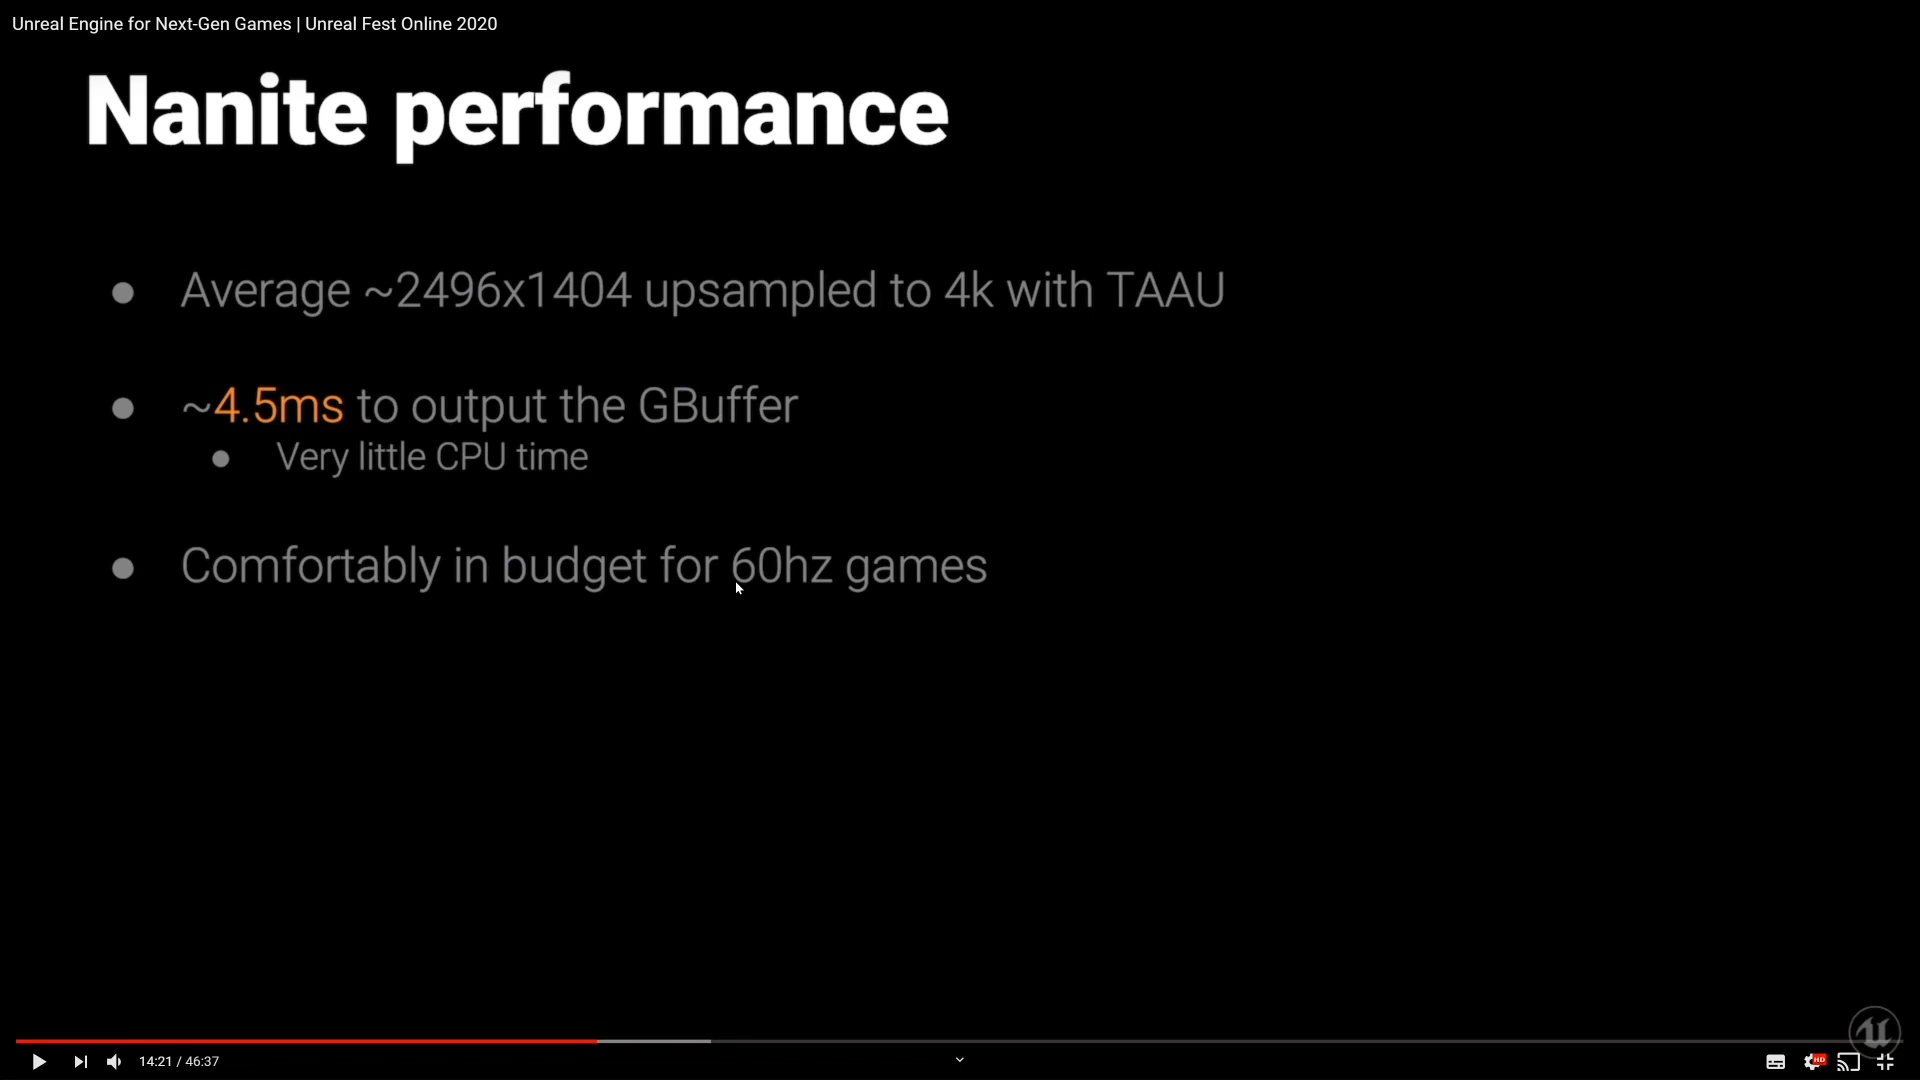 Unreal Engine for Next-Gen Games | Unreal Fest Online 2020
Nanite performance
● Average ~2496x1404 upsampled to 4k with TAAU
● ~4.5ms to output the GBuffer
● Very little CPU time
● Comfortably in budget for 60hz games
14:21 / 46:37
HD